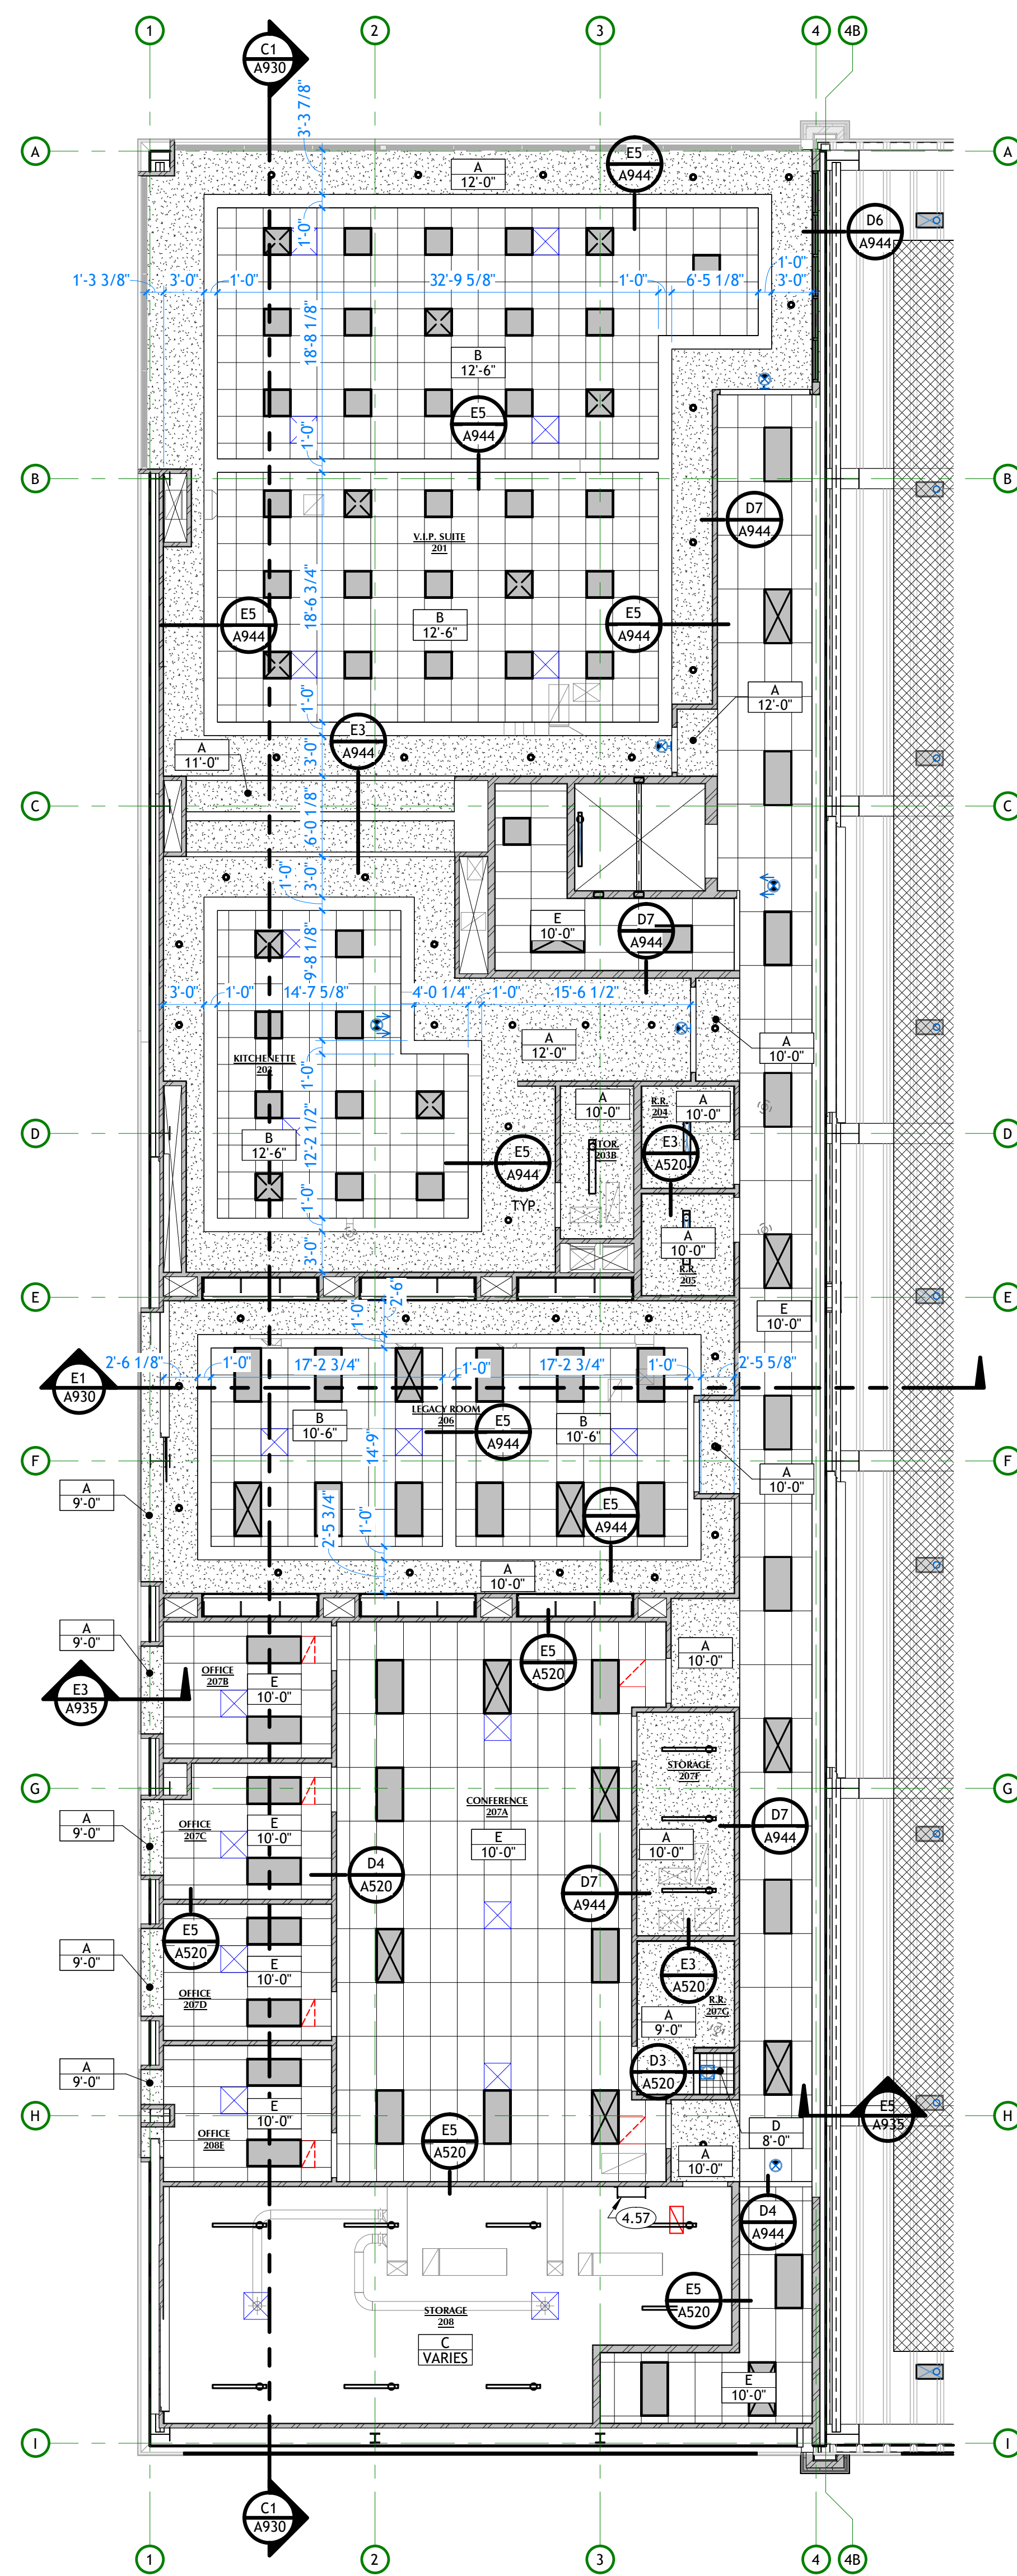 1
2
3
4
4B
C1
A930
3'-3 7/8"
A
A
A
12'-0"
E5
A944
D6
A944
1'-0"
1'-3 3/8"
3'-0"
1'-0"
32'-9 5/8"
1'-0"
6'-5 1/8"
1'-0"
3'-0"
18'-8 1/8"
B
12'-6"
E5
A944
1'-0"
B
B
D7
A944
V.I.P. SUITE
201
18'-6 3/4"
E5
A944
B
12'-6"
E5
A944
1'-0"
A
12'-0"
E3
A944
A
11'-0"
3'-0"
C
C
6'-0 1/8"
3'-0"
1'-0"
E
10'-0"
D7
A944
9'-8 1/8"
3'-0"
1'-0"
14'-7 5/8"
4'-0 1/4"
1'-0"
15'-6 1/2"
A
12'-0"
A
10'-0"
KITCHENETTE
1'-0"
A
10'-0"
R.R.
204
A
10'-0"
D
D
B
12'-6"
12'-2 1/2"
E5
A944
TYP.
203B
E3
A520
1'-0"
3'-0"
A
10'-0"
R.R.
205
E
E
2'-6"
1'-0"
E
10'-0"
E1
A930
2'-6 1/8"
1'-0"
17'-2 3/4"
1'-0"
17'-2 3/4"
1'-0"
2'-5 5/8"
LEGACY ROOM
206
B
10'-6"
B
10'-6"
E5
A944
14'-9"
F
F
A
10'-0"
A
9'-0"
2'-5 3/4"
1'-0"
E5
A944
A
10'-0"
A
9'-0"
E5
A520
A
10'-0"
OFFICE
207B
E
10'-0"
E3
A935
STORAGE
207F
G
G
CONFERENCE
207A
E
10'-0"
A
9'-0"
OFFICE
207C
E
10'-0"
D7
A944
A
10'-0"
D4
A520
D7
A944
E5
A520
A
9'-0"
E3
A520
OFFICE
207D
E
10'-0"
R.R.
207G
A
9'-0"
A
9'-0"
D3
A520
E
10'-0"
H
H
E5
A935
OFFICE
208E
D
8'-0"
E5
A520
A
10'-0"
4.57
D4
A944
E5
A520
STORAGE
208
C
VARIES
E
10'-0"
I
I
C1
A930
1
2
3
4
4B